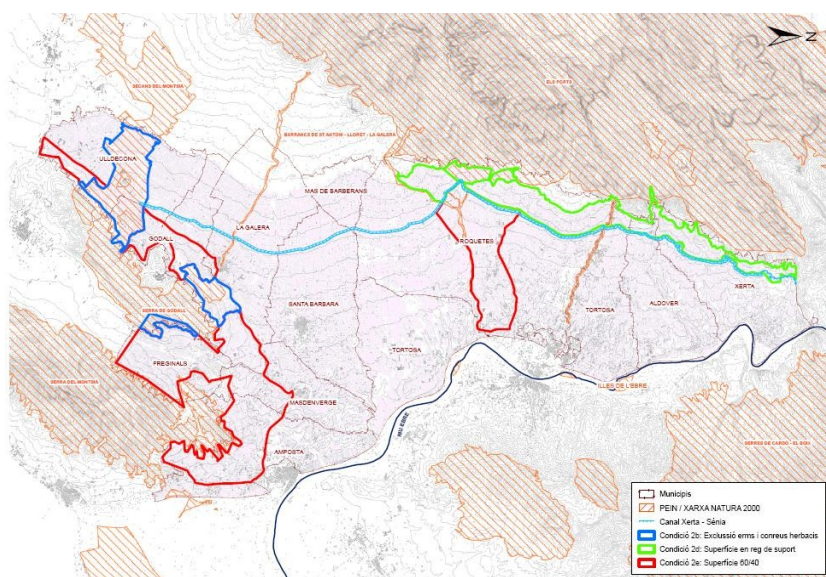 N
SECANS DEL MONTSIÀ
ELS PORTS
BARRANCS DE ST ANTONI - LLORET - LA GALERA
ULLDECONA
MAS DE BARBERANS
LA GALERA
GODALL
ROQUETES
XERTA
SANTA BARBARA
ALDOVER
TORTOSA
SERRA DE GODALL
TORTOSA
FREGINALS
SERRA DEL MONTSIÀ
ILLES DE L'EBRE
MASDENVERGE
RIU EBRE
AMPOSTA
SERRES DE CARDÓ - EL BOIX
Municipis
PEIN / XARXA NATURA 2000
Canal Xerta - Sénia
Condició 2b: Exclussió erms i conreus herbacis
Condició 2d: Superfície en reg de suport
Condició 2e: Superfície 60/40